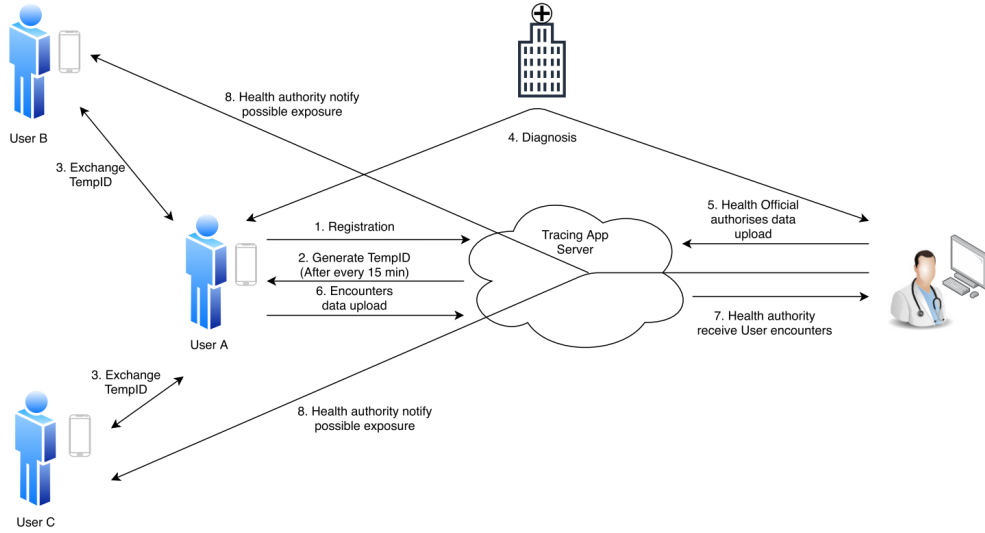 8. Health authority notify
possible exposure
User B
4. Diagnosis
3. Exchange
TempID
5. Health Official
authorises data
upload
1. Registration
Tracing App
Server
2. Generate TempID
(After every 15 min)
6. Encounters
data upload
7. Health authority
receive User encounters
User A
3. Exchange
TempID
8. Health authority notify
possible exposure
User C